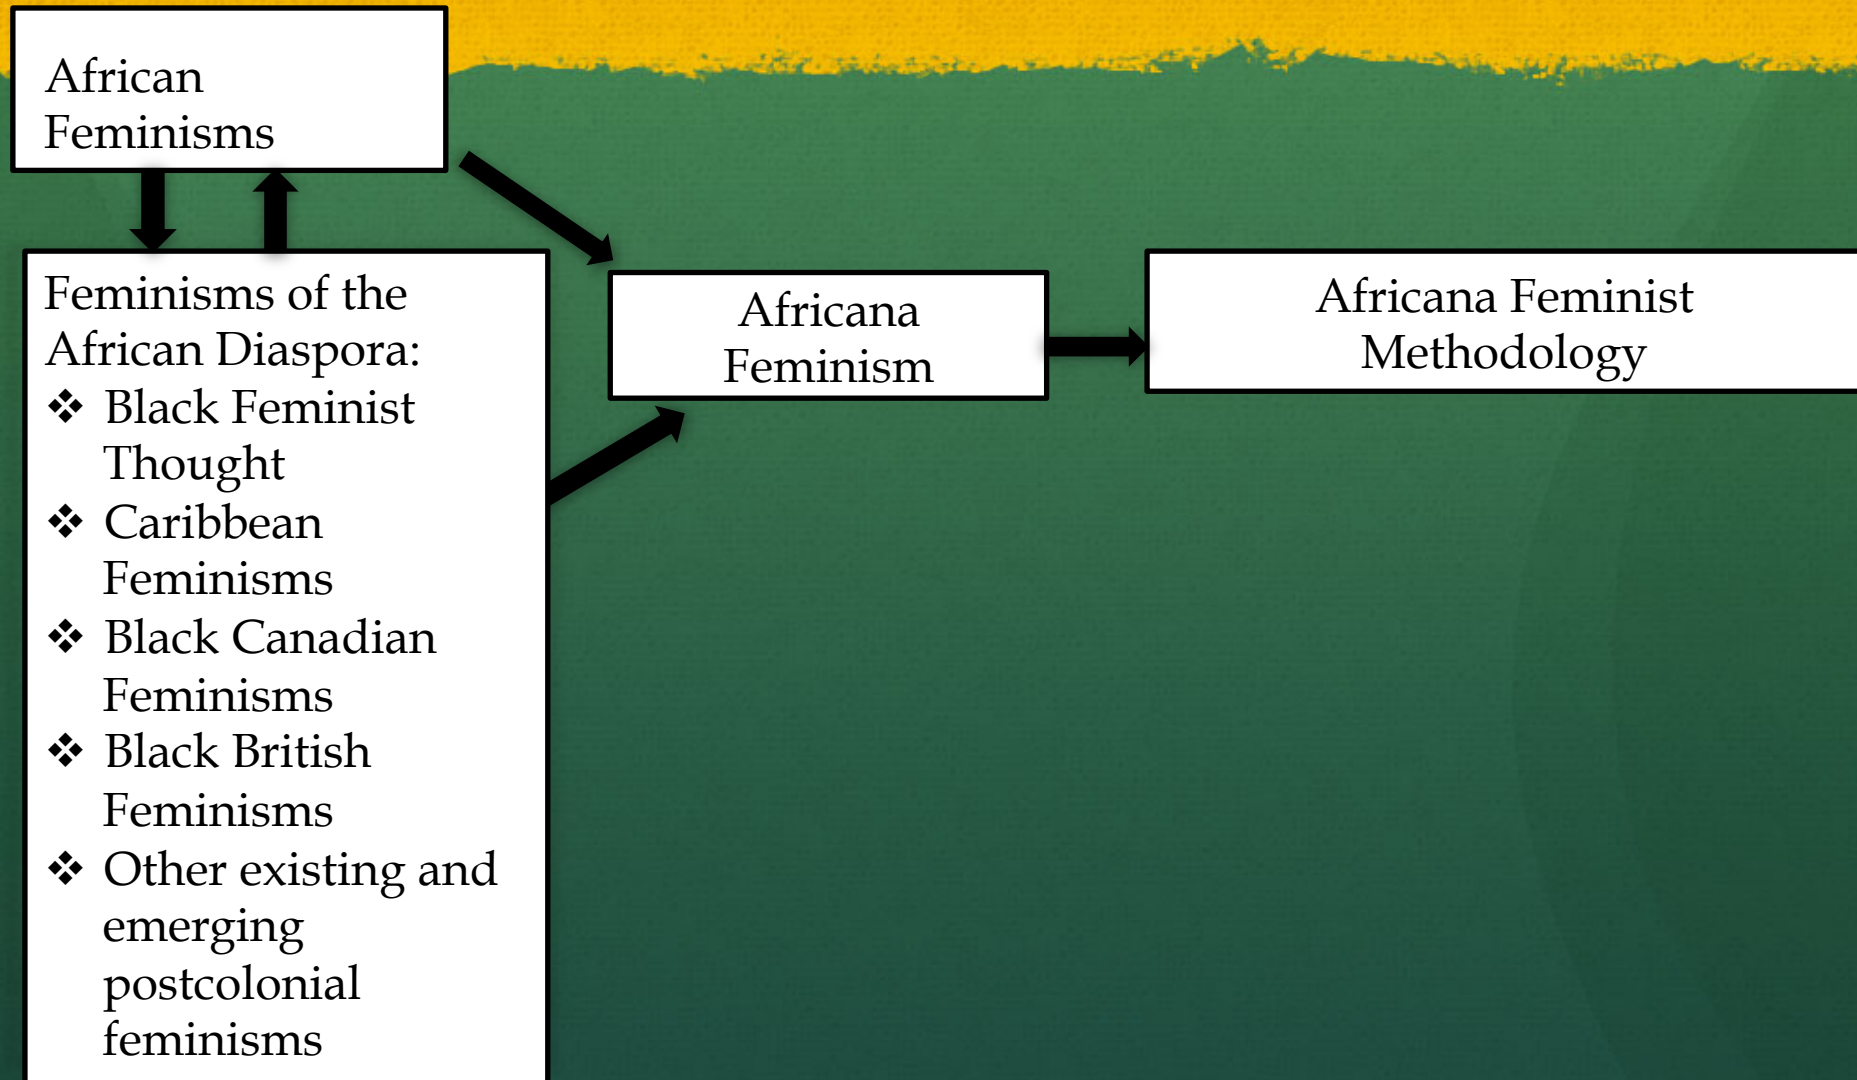 African
Feminisms
Feminisms of the
African Diaspora:
❖ Black Feminist
Thought
❖ Caribbean
Feminisms
❖ Black Canadian
Feminisms
❖ Black British
Feminisms
❖ Other existing and
emerging
postcolonial
feminisms
Africana
Feminism
Africana Feminist
Methodology